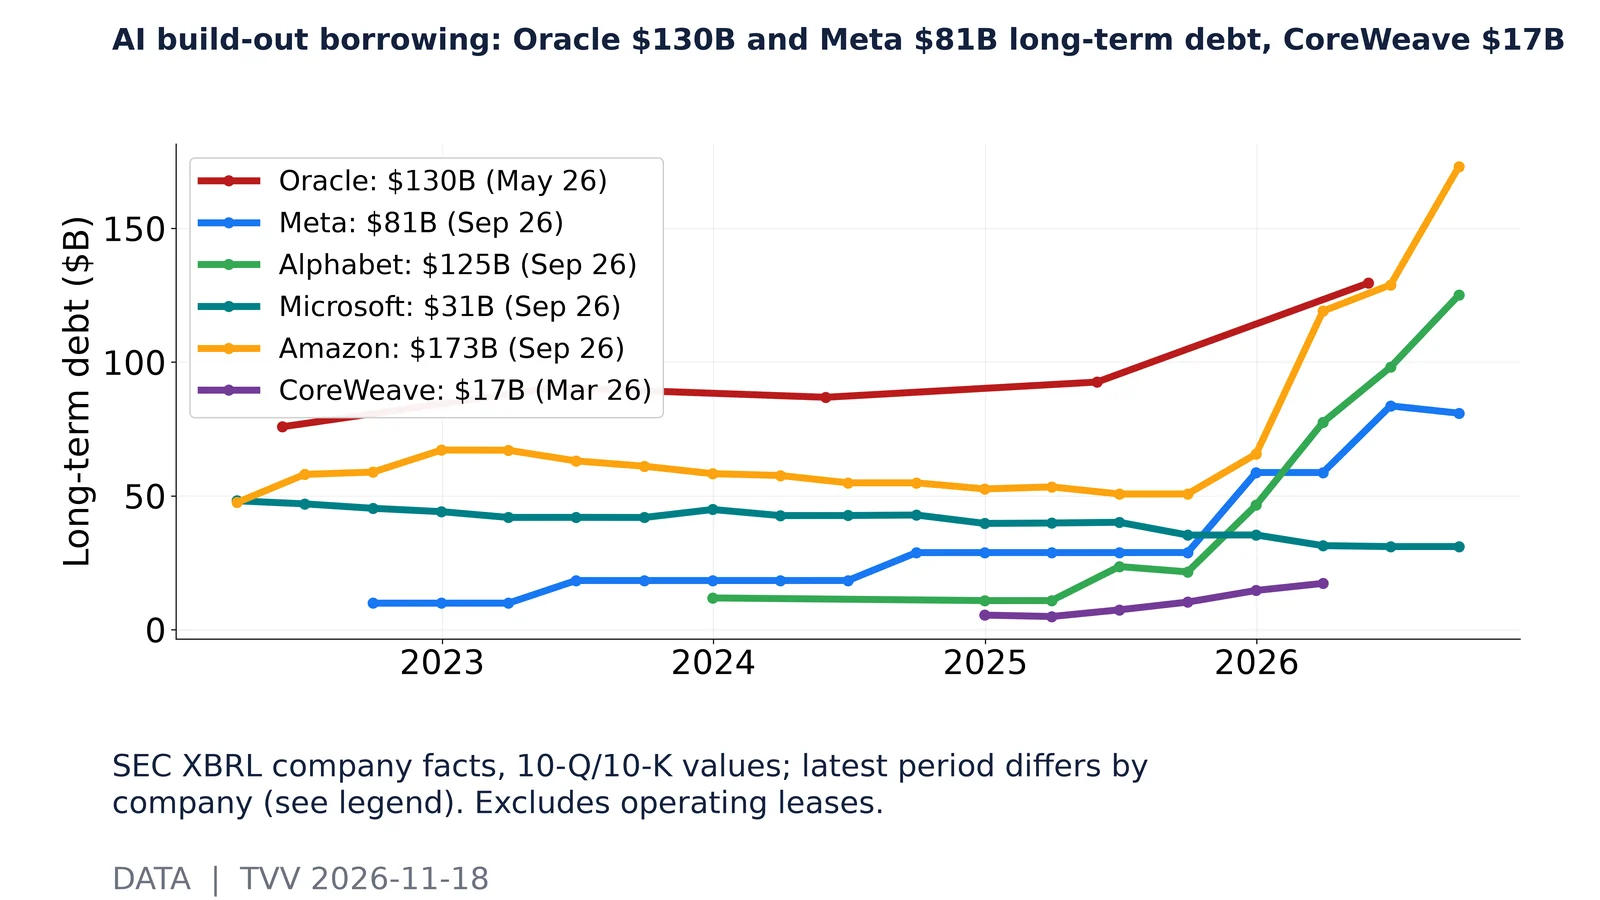 AI build-out borrowing: Oracle $130B and Meta $81B long-term debt, CoreWeave $17B
Oracle: $130B (May 26)
Meta: $81B (Sep 26)
Alphabet: $125B (Sep 26)
Microsoft: $31B (Sep 26)
Amazon: $173B (Sep 26)
CoreWeave: $17B (Mar 26)
Long-term debt ($B)
150
100
50
0
2023
2024
2025
2026
SEC XBRL company facts, 10-Q/10-K values; latest period differs by
company (see legend). Excludes operating leases.
DATA | TVV 2026-11-18